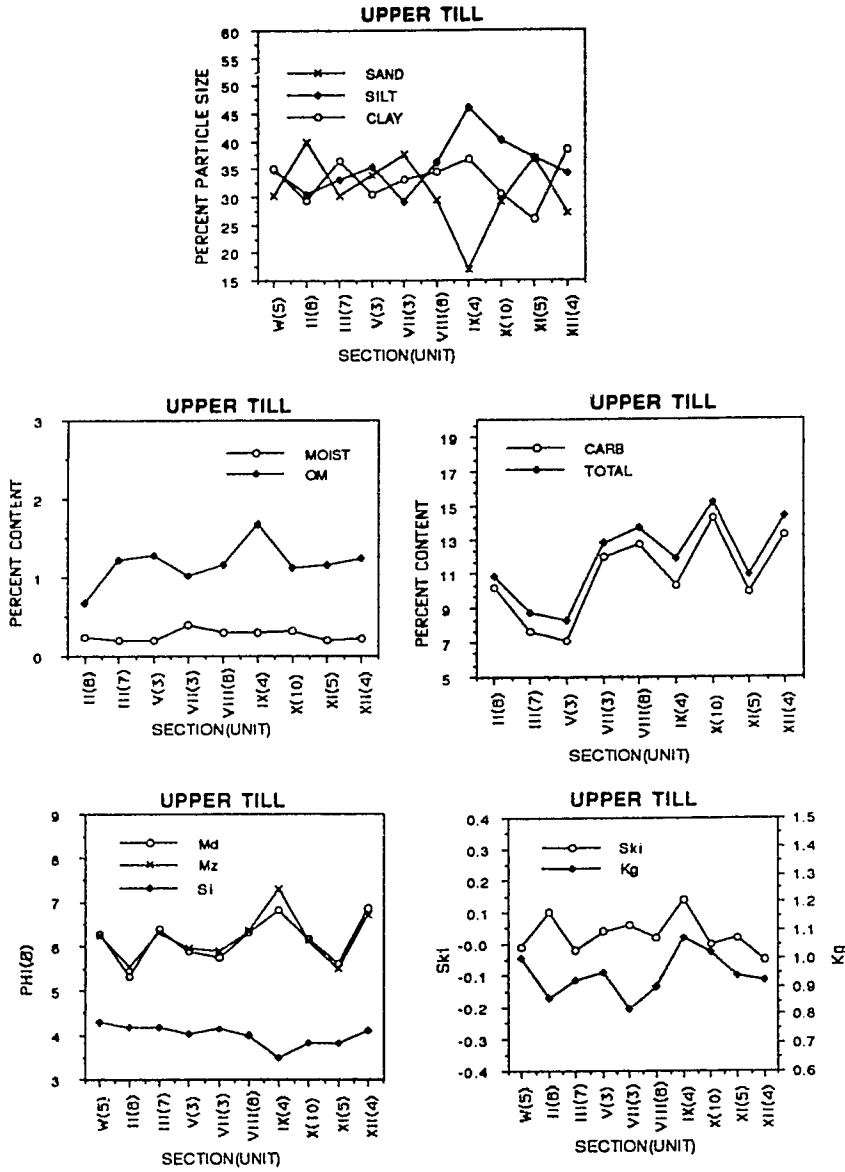 UPPER TILL
60
55
50
45
40
35
30
25
20
15
PERCENT PARTICLE SIZE
SAND
SILT
CLAY
W(5)
II(8)
III(7)
V(3)
VII(3)
VIII(8)
IX(4)
X(10)
XI(5)
XII(4)
SECTION(UNIT)
UPPER TILL
3
2
1
0
PERCENT CONTENT
MOIST
OM
II(8)
III(7)
V(3)
VII(3)
VIII(8)
IX(4)
X(10)
XI(5)
XII(4)
SECTION(UNIT)
UPPER TILL
19
17
15
13
11
9
7
5
PERCENT CONTENT
CARB
TOTAL
II(8)
III(7)
V(3)
VII(3)
VIII(8)
IX(4)
X(10)
XI(5)
XII(4)
SECTION(UNIT)
UPPER TILL
9
8
7
6
5
4
3
PHI(Ø)
Md
Mz
Si
W(5)
II(8)
III(7)
V(3)
VII(3)
VIII(8)
IX(4)
X(10)
XI(5)
XII(4)
SECTION(UNIT)
UPPER TILL
0.4
0.3
0.2
0.1
-0.0
-0.1
-0.2
-0.3
-0.4
Ski
Ski
Kg
1.5
1.4
1.3
1.2
1.1
1.0
0.9
0.8
0.7
0.6
Kg
W(5)
II(8)
III(7)
V(3)
VII(3)
VIII(8)
IX(4)
X(10)
XI(5)
XII(4)
SECTION(UNIT)